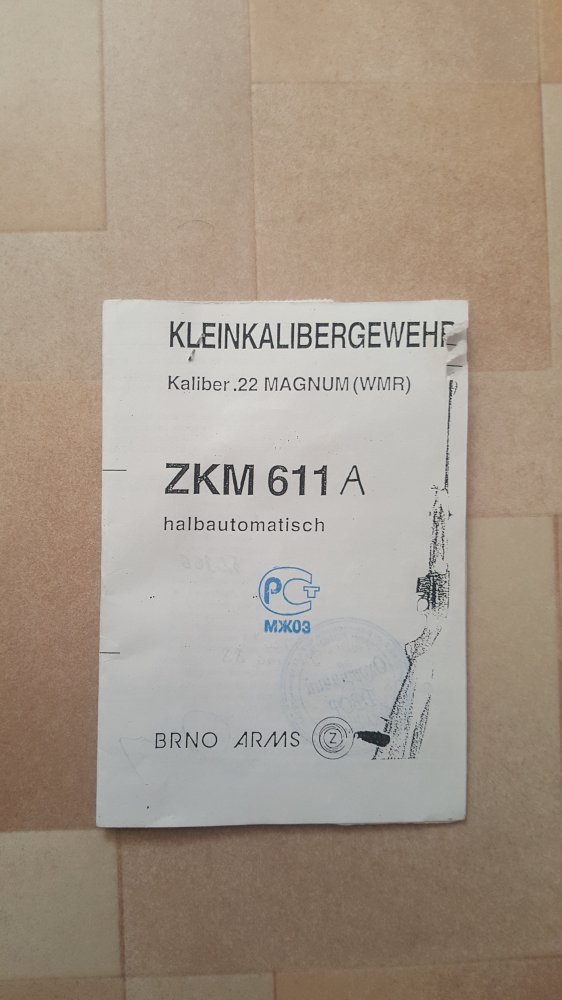 KLEINKALIBERGEWEHR
Kaliber .22 MAGNUM (WMR)
ZKM 611 A
halbautomatisch
РСТ
МЖ03
BRNO ARMS Z